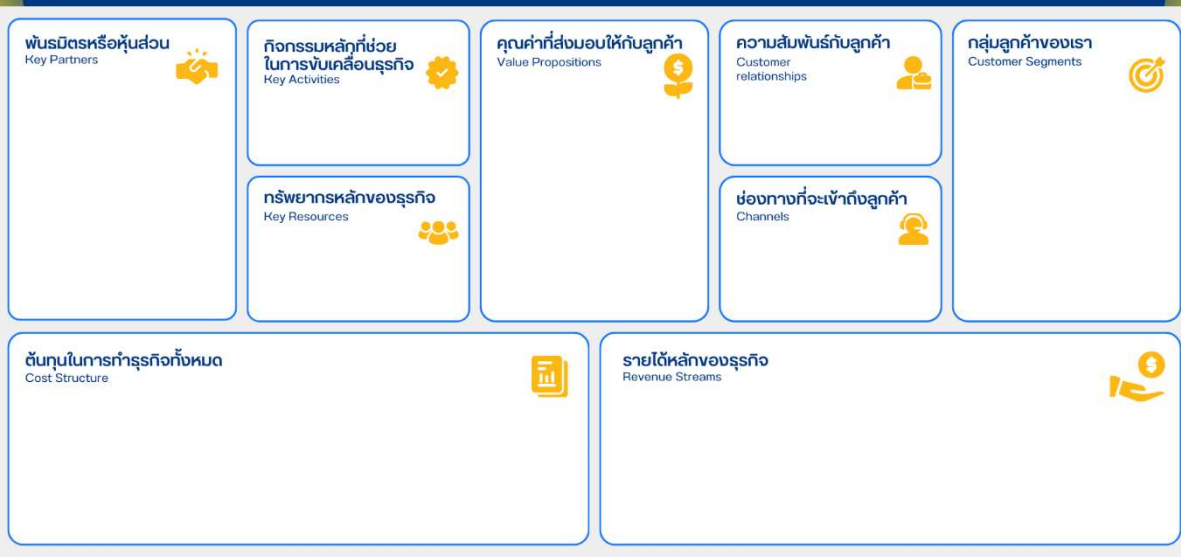 พันธมิตรหรือหุ้นส่วน
Key Partners
กิจกรรมหลักที่ช่วย
ในการขับเคลื่อนธุรกิจ
Key Activities
ทรัพยากรหลักของธุรกิจ
Key Resources
คุณค่าที่ส่งมอบให้กับลูกค้า
Value Propositions
ความสัมพันธ์กับลูกค้า
Customer
relationships
ช่องทางที่จะเข้าถึงลูกค้า
Channels
กลุ่มลูกค้าของเรา
Customer Segments
ต้นทุนในการทำธุรกิจทั้งหมด
Cost Structure
รายได้หลักของธุรกิจ
Revenue Streams